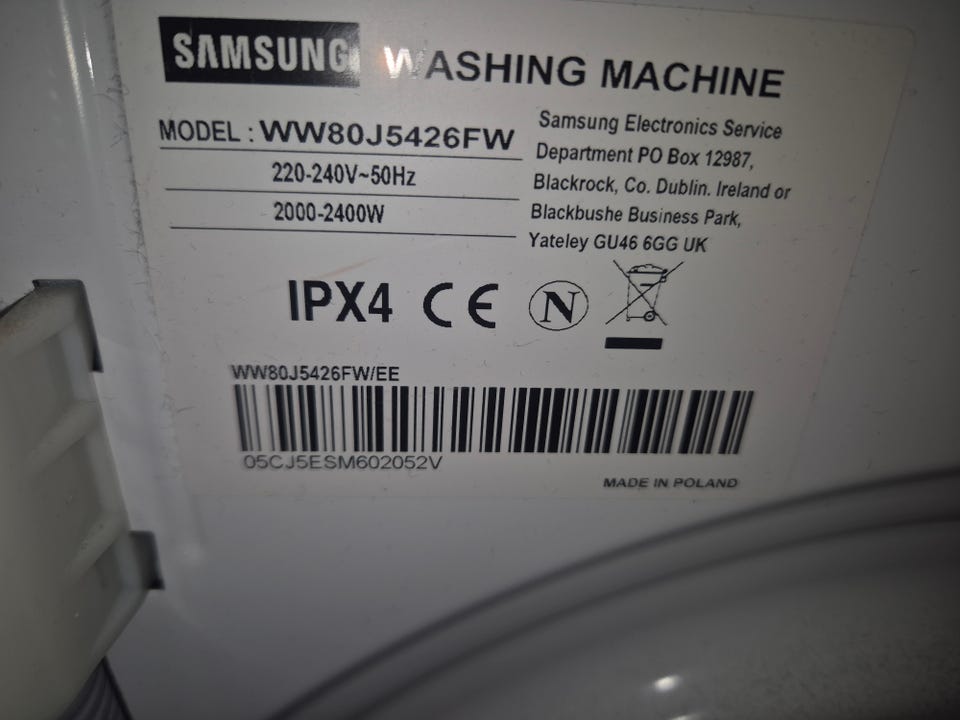 SAMSUNG WASHING MACHINE
MODEL : WW80J5426FW
220-240V~50Hz
2000-2400W
Samsung Electronics Service
Department PO Box 12987,
Blackrock, Co. Dublin. Ireland or
Blackbushe Business Park,
Yateley GU46 6GG UK
IPX4 CE N
WW80J5426FW/EE
05CJ5ESM602052V
MADE IN POLAND